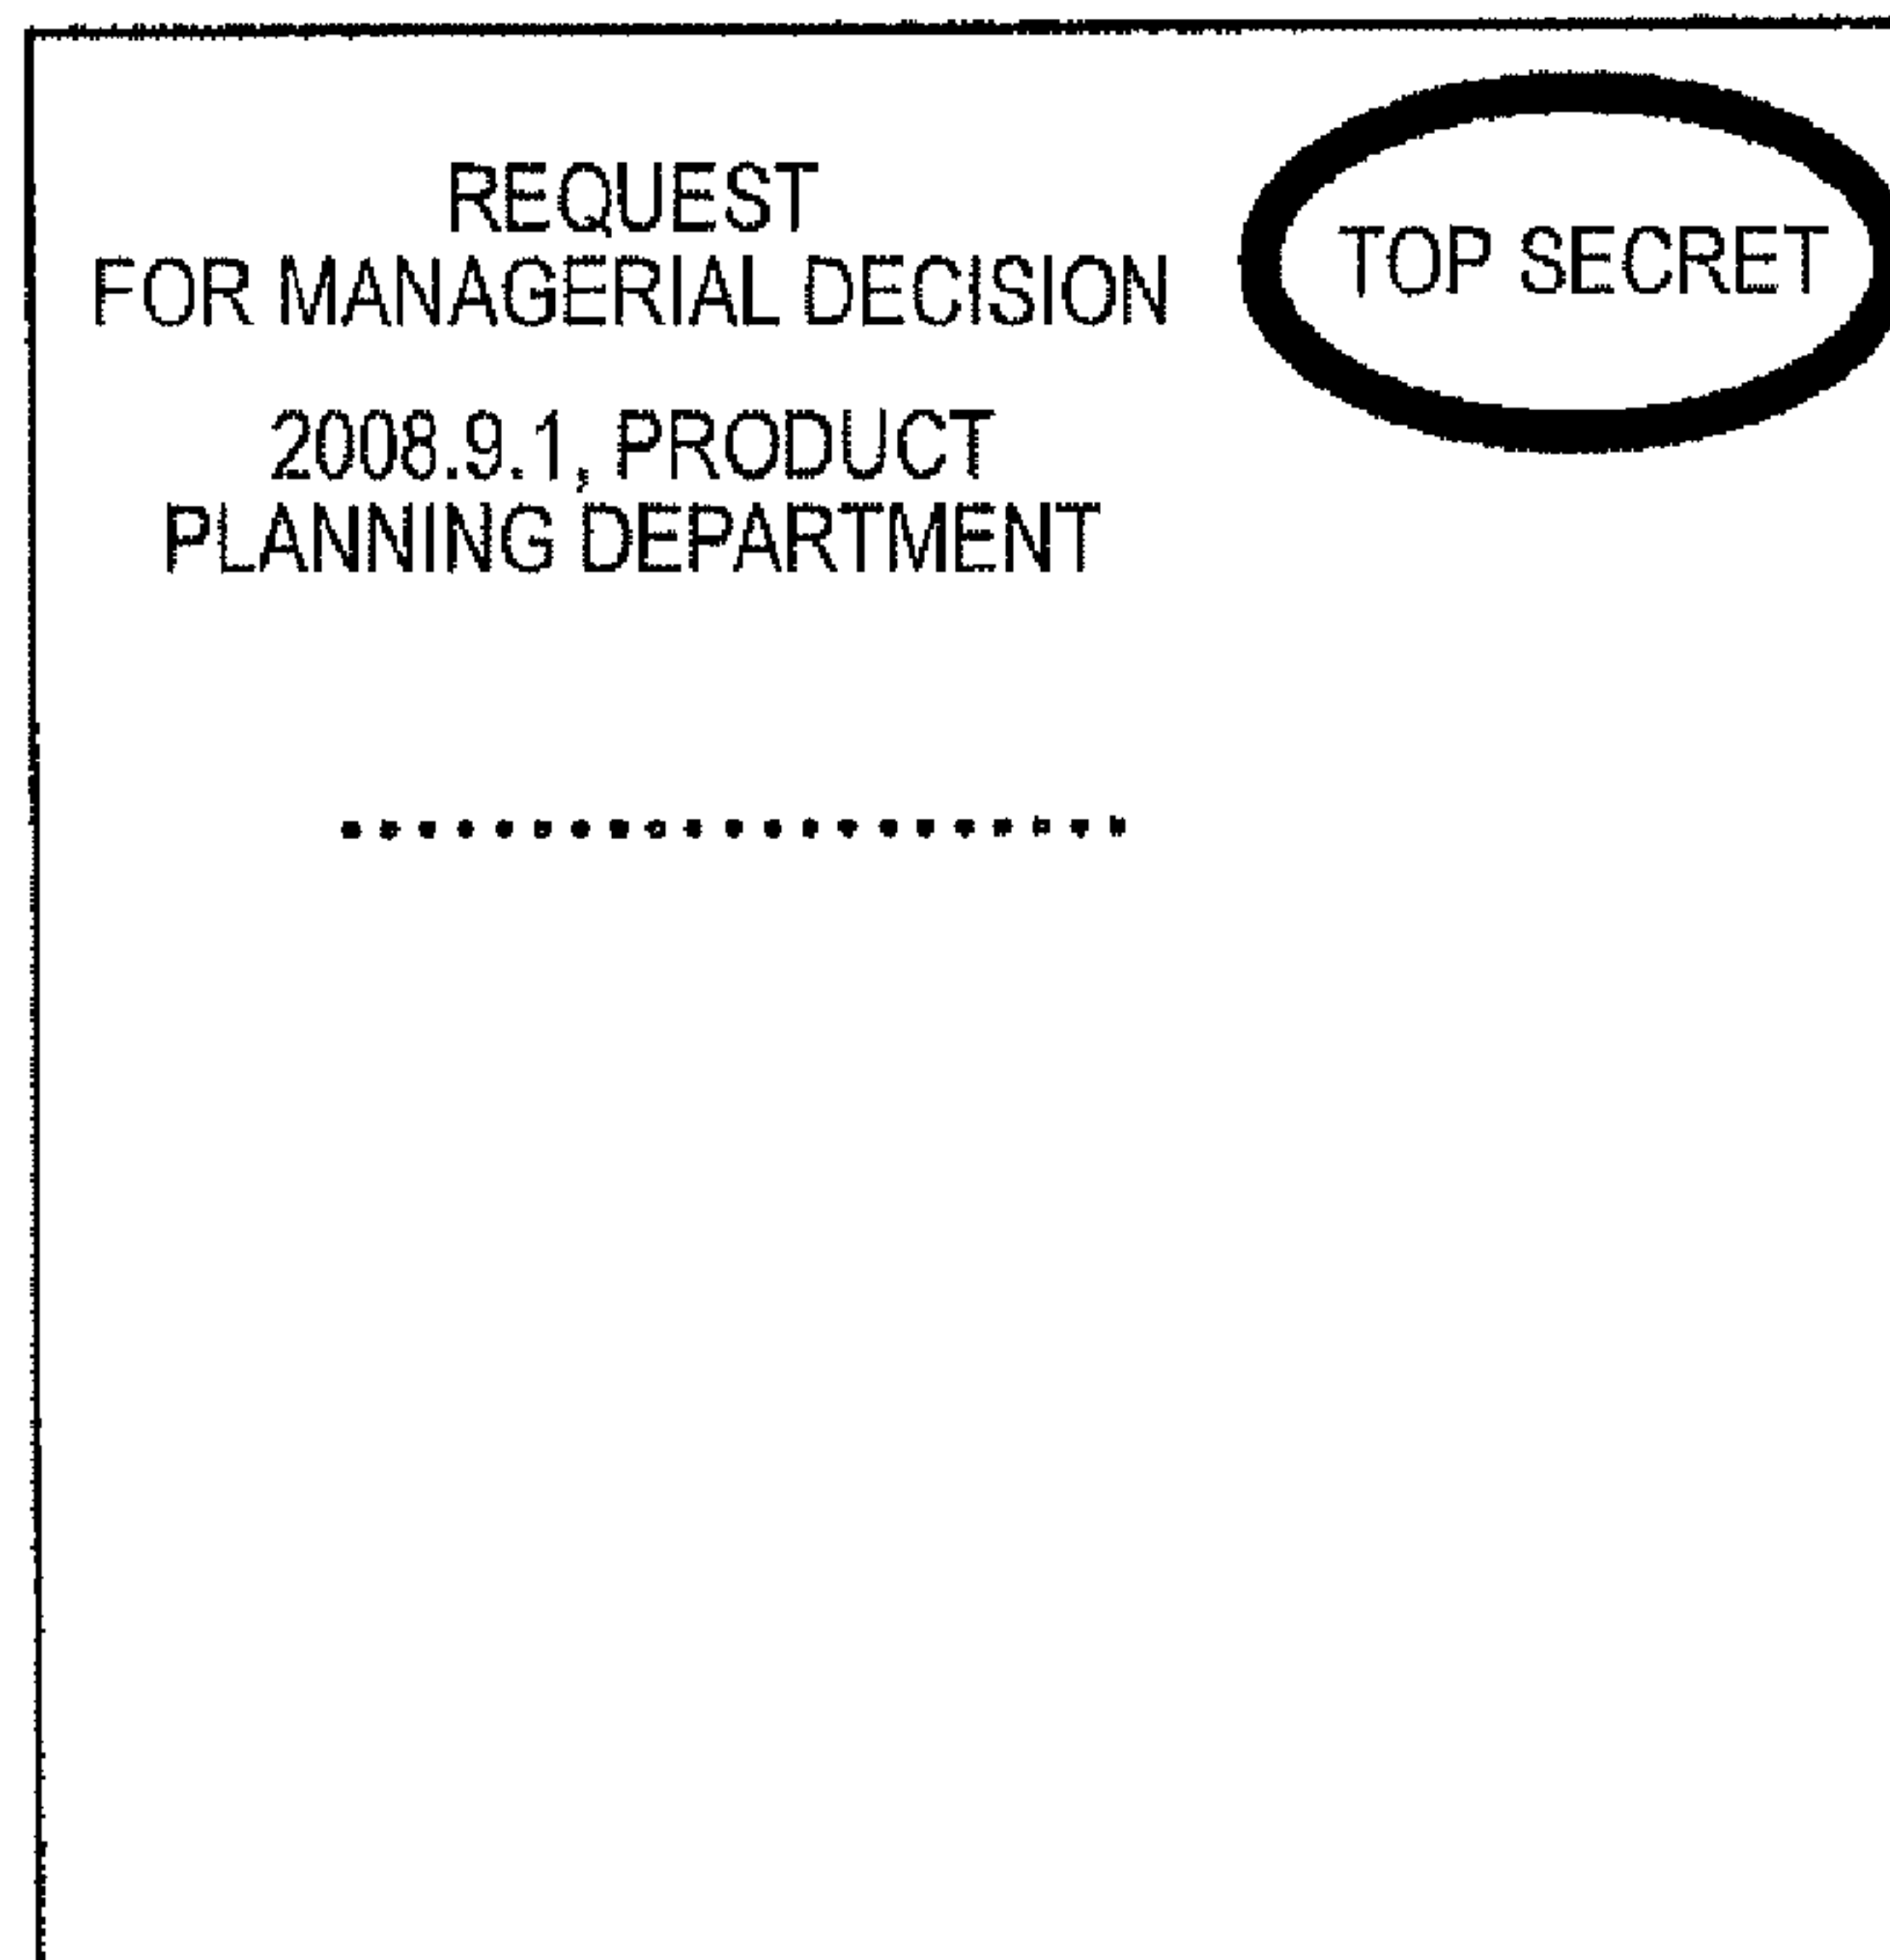 REQUEST
FOR MANAGERIAL DECISION
TOP SECRET
2008.9.1, PRODUCT
PLANNING DEPARTMENT